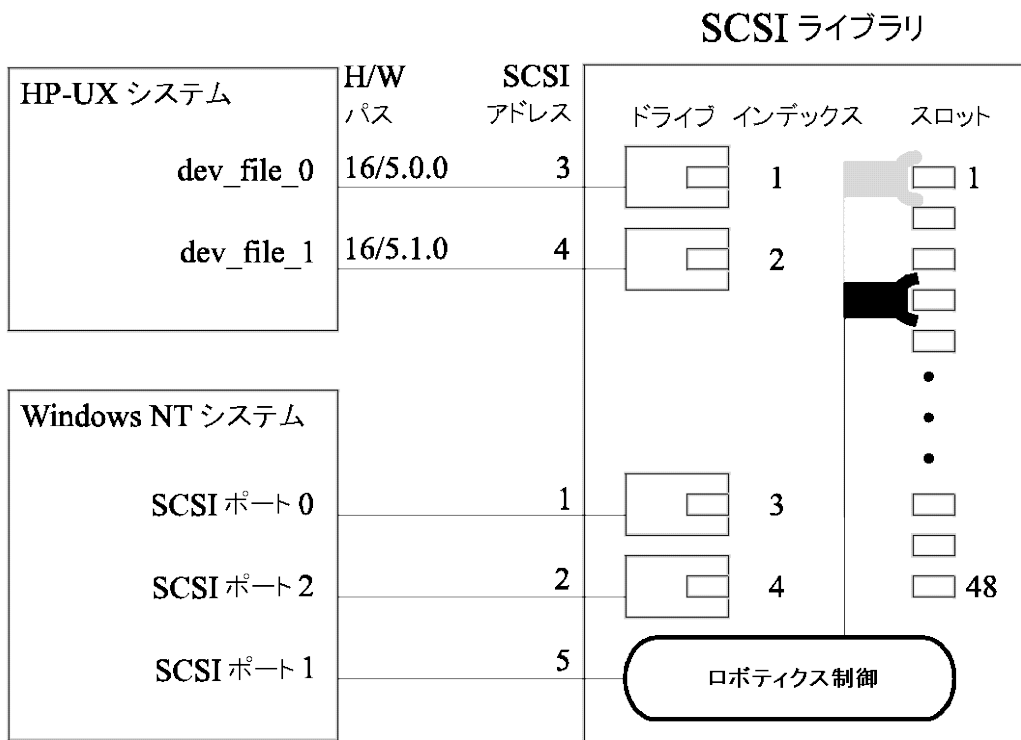 SCSI ライブラリ
HP-UX システム
H/W
パス
SCSI
アドレス
ドライブ インデックス スロット
dev_file_0 16/5.0.0 3 1 1
dev_file_1 16/5.1.0 4 2
Windows NT システム
SCSI ポート 0 1 3
SCSI ポート 2 2 4 48
SCSI ポート 1 5 ロボティクス制御